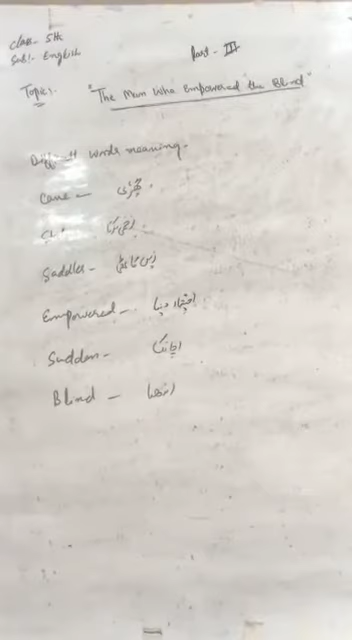 Class - 5th
Sub:- English
Part - III
Topic:- "The Man Who Empowered the Blind"
Difficult words meaning.
Cane - چھڑی
Saddler - زین
Empowered - اختیار دینا
Sudden - اچانک
Blind - اندھا